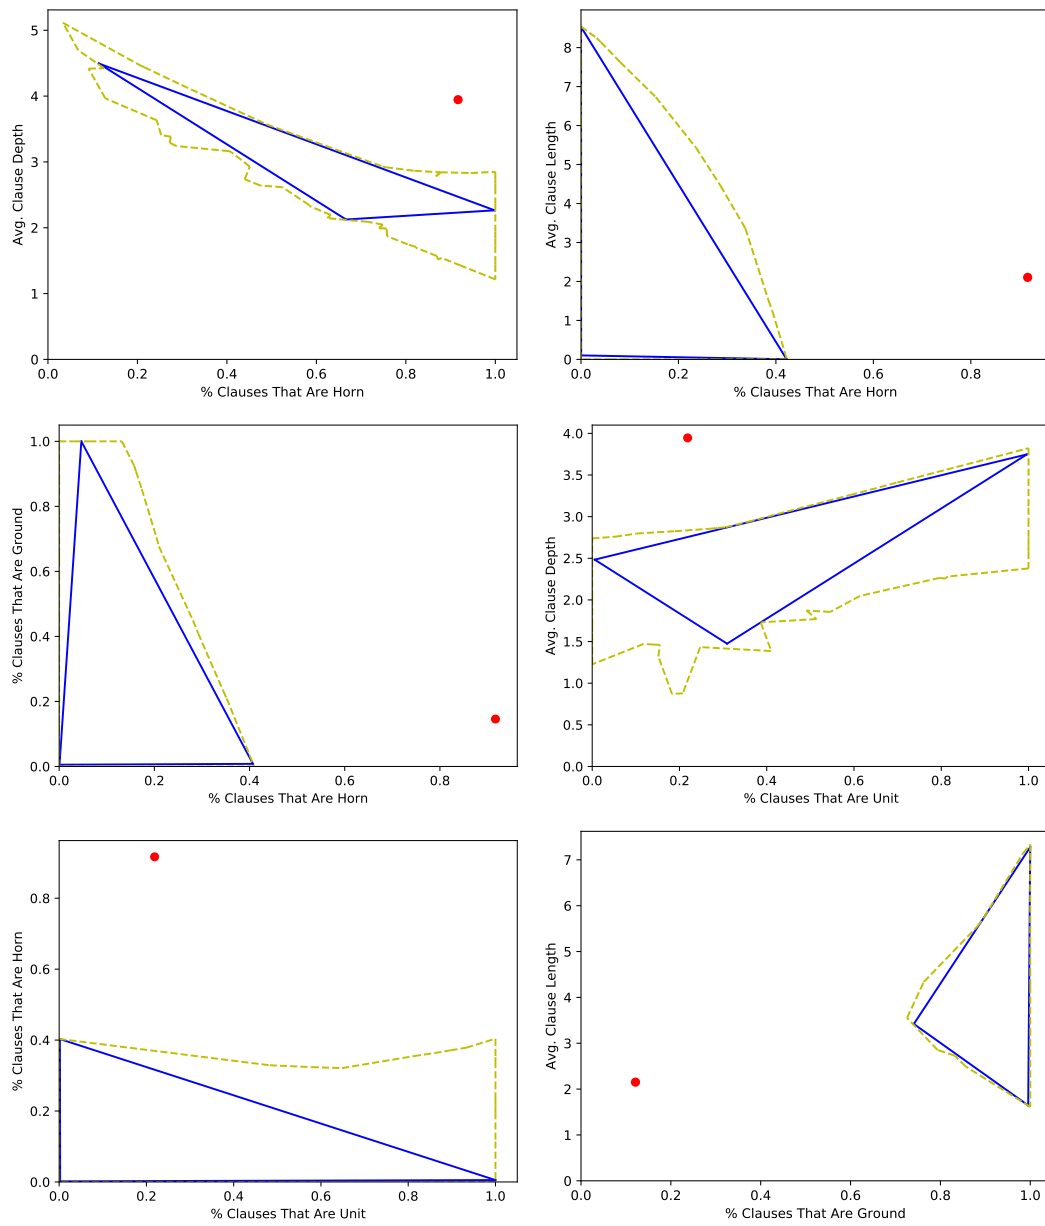 5
4
3
2
1
0
0.0 0.2 0.4 0.6 0.8 1.0
% Clauses That Are Horn
Avg. Clause Depth
8
7
6
5
4
3
2
1
0
0.0 0.2 0.4 0.6 0.8
% Clauses That Are Horn
Avg. Clause Length
1.0
0.8
0.6
0.4
0.2
0.0
0.0 0.2 0.4 0.6 0.8
% Clauses That Are Horn
% Clauses That Are Ground
4.0
3.5
3.0
2.5
2.0
1.5
1.0
0.5
0.0
0.0 0.2 0.4 0.6 0.8 1.0
% Clauses That Are Unit
Avg. Clause Depth
0.8
0.6
0.4
0.2
0.0
0.0 0.2 0.4 0.6 0.8 1.0
% Clauses That Are Unit
% Clauses That Are Horn
7
6
5
4
3
2
1
0
0.0 0.2 0.4 0.6 0.8 1.0
% Clauses That Are Ground
Avg. Clause Length